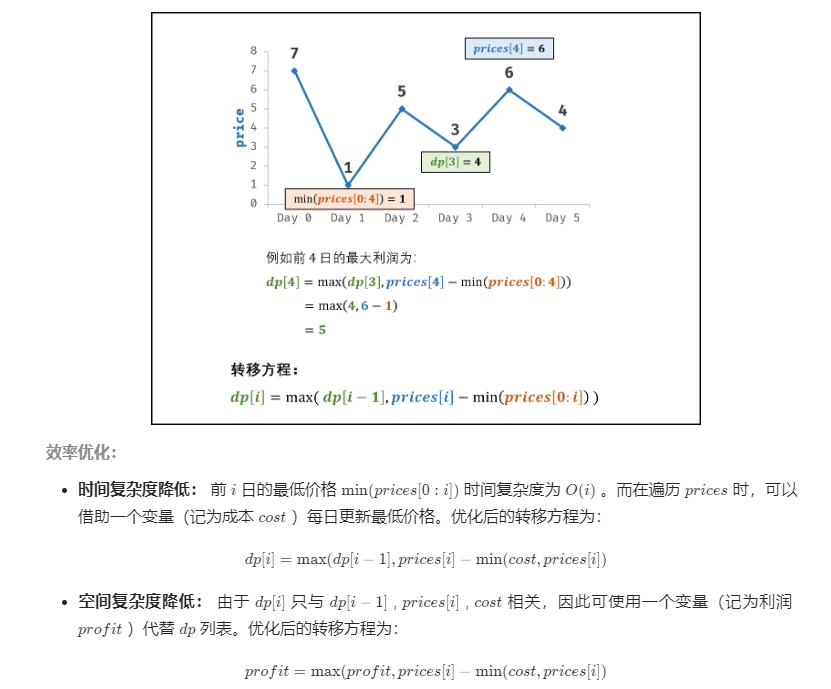 8
7
6
5
4
3
2
1
0
price
7
1
5
3
6
4
prices[4] = 6
dp[3] = 4
min(prices[0:4]) = 1
Day 0 Day 1 Day 2 Day 3 Day 4 Day 5
例如前 4 日的最大利润为:
dp[4] = max(dp[3], prices[4] − min(prices[0:4]))
= max(4, 6 − 1)
= 5
转移方程：
dp[i] = max( dp[i − 1], prices[i] − min(prices[0:i]) )
效率优化：
• 时间复杂度降低： 前 i 日的最低价格 min(prices[0 : i]) 时间复杂度为 O(i) 。而在遍历 prices 时，可以
借助一个变量（记为成本 cost ）每日更新最低价格。优化后的转移方程为：
dp[i] = max(dp[i − 1], prices[i] − min(cost, prices[i])
• 空间复杂度降低： 由于 dp[i] 只与 dp[i − 1] , prices[i] , cost 相关，因此可使用一个变量（记为利润
profit ）代替 dp 列表。优化后的转移方程为：
profit = max(profit, prices[i] − min(cost, prices[i])